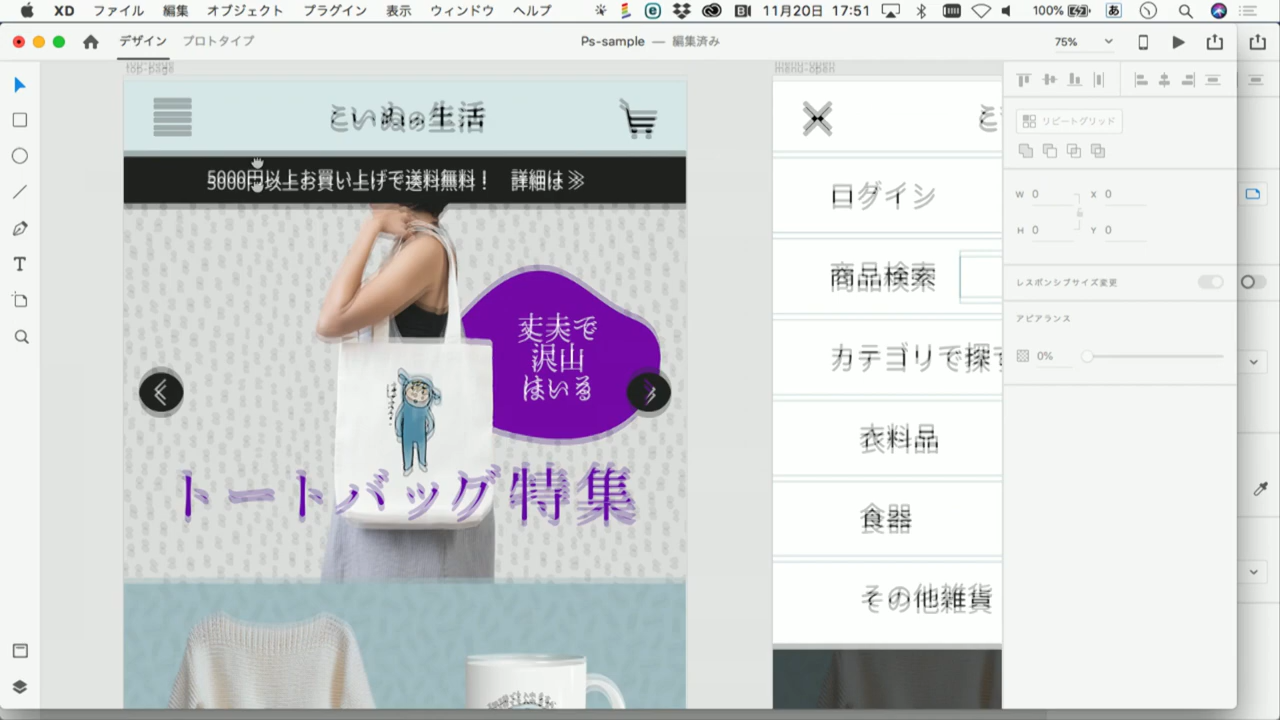 XD ファイル 編集 オブジェクト プラグイン 表示 ウィンドウ ヘルプ 11月20日 17:51 100% あ
デザイン プロトタイプ Ps-sample — 編集済み 75%
top-page
menu-open
こいぬの生活
5000円以上お買い上げで送料無料！ 詳細は≫
丈夫で
沢山
はいる
トートバッグ特集
ログイン
商品検索
カテゴリで探す
衣料品
食器
その他雑貨
リピートグリッド
W 0 X 0
H 0 Y 0
レスポンシブサイズ変更
アピアランス
0%